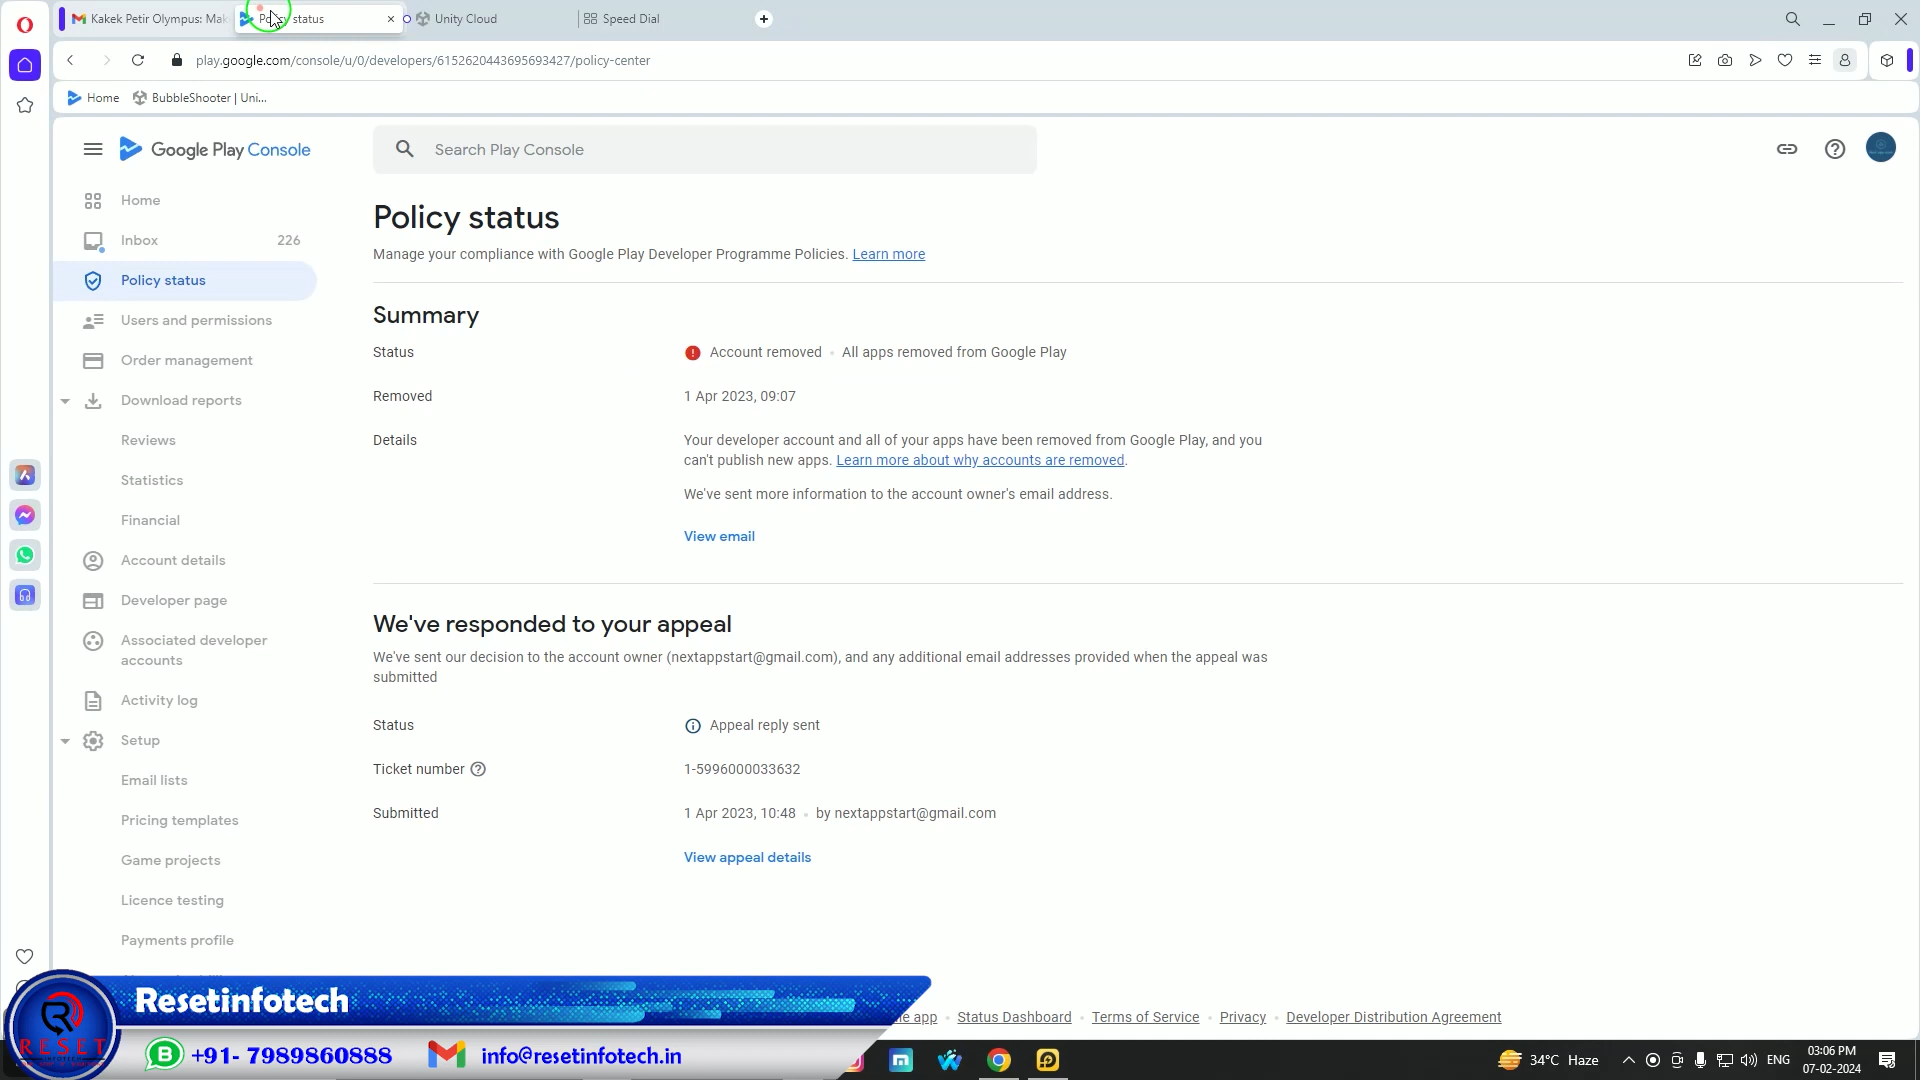 Kakek Petir Olympus: Mak
status
Unity Cloud
Speed Dial
play.google.com/console/u/0/developers/6152620443695693427/policy-center
Home
BubbleShooter | Uni...
Google Play Console
Search Play Console
Home
Inbox 226
Policy status
Users and permissions
Order management
Download reports
Reviews
Statistics
Financial
Account details
Developer page
Associated developer
accounts
Activity log
Setup
Email lists
Pricing templates
Game projects
Licence testing
Payments profile
Policy status
Manage your compliance with Google Play Developer Programme Policies. Learn more
Summary
Status
Account removed • All apps removed from Google Play
Removed
1 Apr 2023, 09:07
Details
Your developer account and all of your apps have been removed from Google Play, and you
can't publish new apps. Learn more about why accounts are removed.
We've sent more information to the account owner's email address.
View email
We've responded to your appeal
We've sent our decision to the account owner (nextappstart@gmail.com), and any additional email addresses provided when the appeal was
submitted
Status
Appeal reply sent
Ticket number
1-5996000033632
Submitted
1 Apr 2023, 10:48 • by nextappstart@gmail.com
View appeal details
app • Status Dashboard • Terms of Service • Privacy • Developer Distribution Agreement
Resetinfotech
RESET
+91- 7989860888
info@resetinfotech.in
34°C Haze
ENG
03:06 PM
07-02-2024